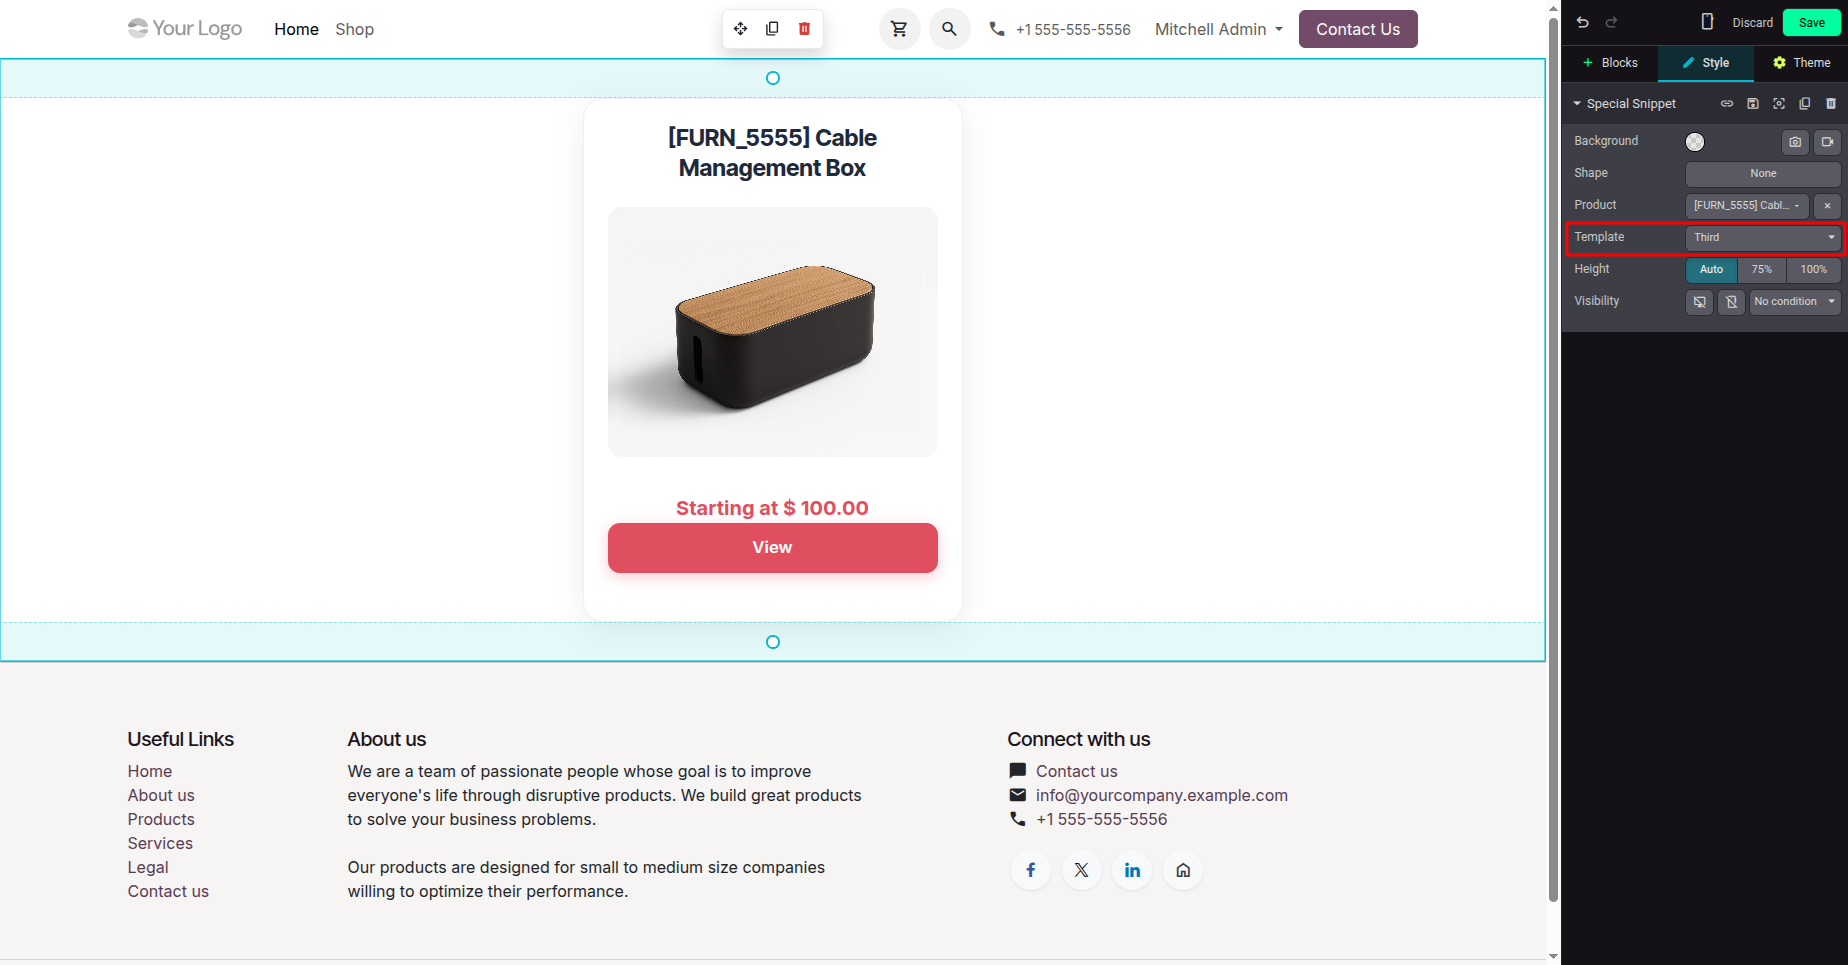 Your Logo
Home
Shop
+1 555-555-5556
Mitchell Admin
Contact Us
Discard
Save
Blocks
Style
Theme
Special Snippet
Background
Shape
None
Product
[FURN_5555] Cabl...
Template
Third
Height
Auto
75%
100%
Visibility
No condition
[FURN_5555] Cable
Management Box
Starting at $ 100.00
View
Useful Links
Home
About us
Products
Services
Legal
Contact us
About us
We are a team of passionate people whose goal is to improve
everyone's life through disruptive products. We build great products
to solve your business problems.
Our products are designed for small to medium size companies
willing to optimize their performance.
Connect with us
Contact us
info@yourcompany.example.com
+1 555-555-5556